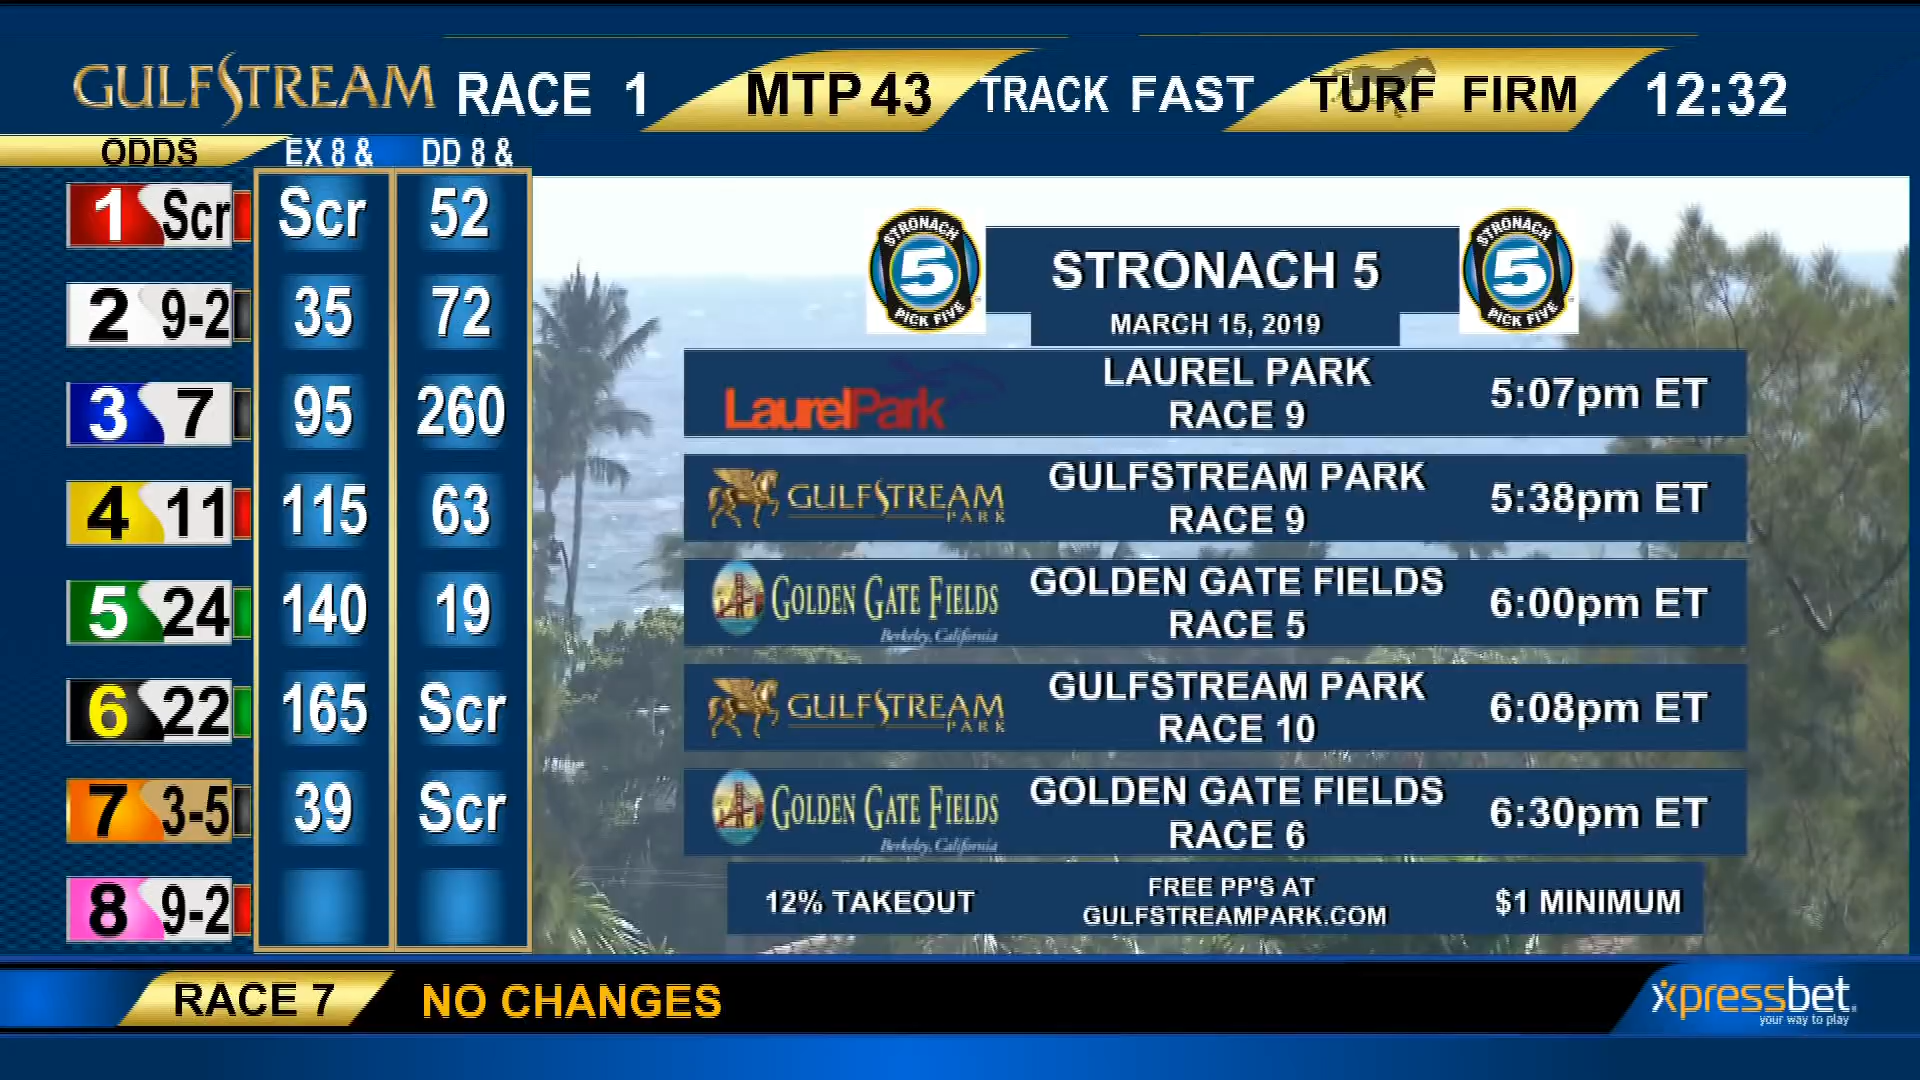 GULFSTREAM RACE 1 MTP 43 TRACK FAST TURF FIRM 12:32
ODDS EX 8 & DD 8 &
1 Scr Scr 52
2 9-2 35 72
3 7 95 260
4 11 115 63
5 24 140 19
6 22 165 Scr
7 3-5 39 Scr
8 9-2
STRONACH 5 PICK FIVE
STRONACH 5
STRONACH 5 PICK FIVE
MARCH 15, 2019
LaurelPark
LAUREL PARK
RACE 9
5:07pm ET
GULFSTREAM
PARK
GULFSTREAM PARK
RACE 9
5:38pm ET
GOLDEN GATE FIELDS
Berkeley, California
GOLDEN GATE FIELDS
RACE 5
6:00pm ET
GULFSTREAM
PARK
GULFSTREAM PARK
RACE 10
6:08pm ET
GOLDEN GATE FIELDS
Berkeley, California
GOLDEN GATE FIELDS
RACE 6
6:30pm ET
12% TAKEOUT
FREE PP'S AT
GULFSTREAMPARK.COM
$1 MINIMUM
RACE 7 NO CHANGES
xpressbet.
your way to play